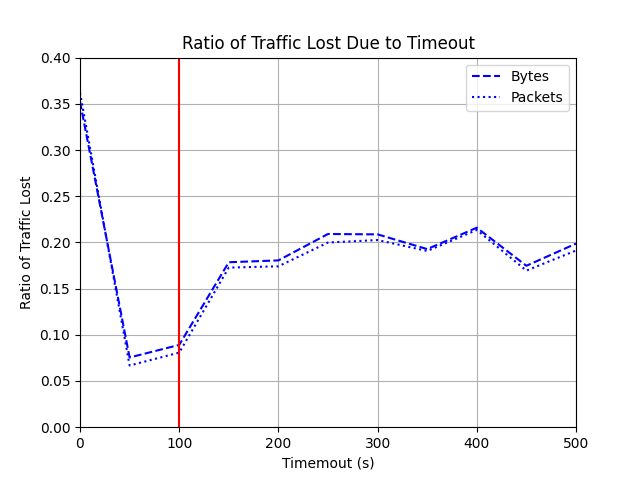 Ratio of Traffic Lost Due to Timeout
Bytes
Packets
Ratio of Traffic Lost
0.40
0.35
0.30
0.25
0.20
0.15
0.10
0.05
0.00
0 100 200 300 400 500
Timemout (s)